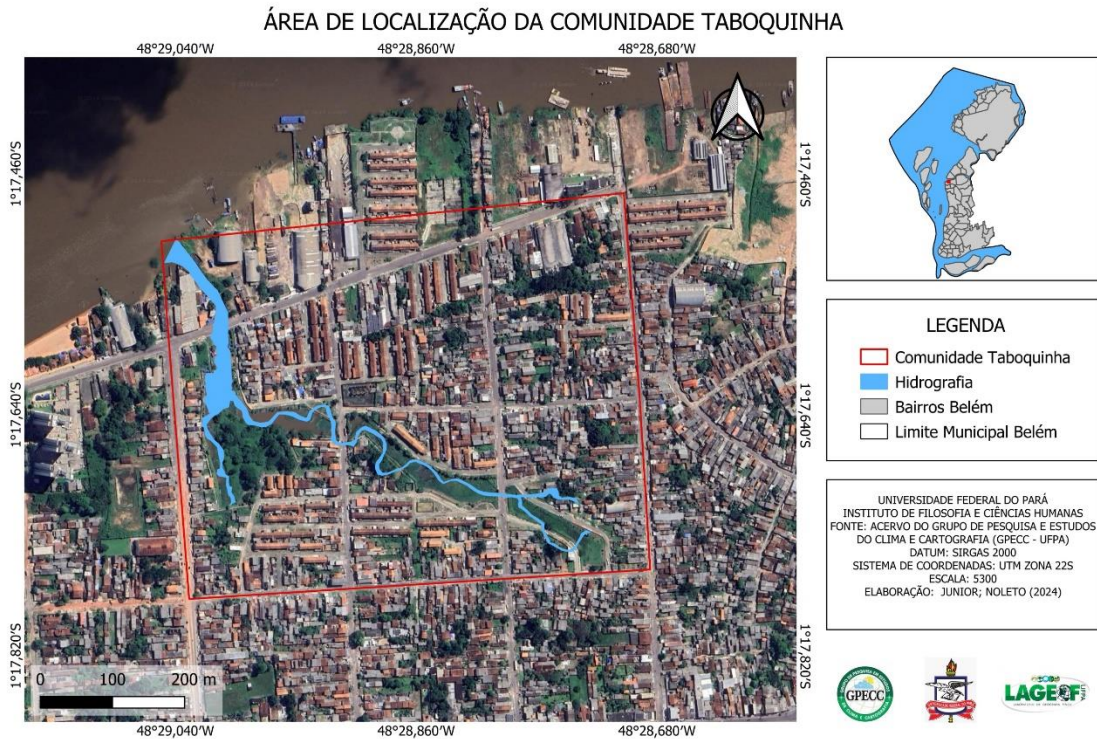 ÁREA DE LOCALIZAÇÃO DA COMUNIDADE TABOQUINHA
48°29,040'W 48°28,860'W 48°28,680'W
1°17,460'S
1°17,640'S
1°17,820'S
0 100 200 m
48°29,040'W 48°28,860'W 48°28,680'W
1°17,460'S
1°17,640'S
1°17,820'S
LEGENDA
Comunidade Taboquinha
Hidrografia
Bairros Belém
Limite Municipal Belém
UNIVERSIDADE FEDERAL DO PARÁ
INSTITUTO DE FILOSOFIA E CIÊNCIAS HUMANAS
FONTE: ACERVO DO GRUPO DE PESQUISA E ESTUDOS
DO CLIMA E CARTOGRAFIA (GPECC - UFPA)
DATUM: SIRGAS 2000
SISTEMA DE COORDENADAS: UTM ZONA 22S
ESCALA: 5300
ELABORAÇÃO: JUNIOR; NOLETO (2024)
GPECC
UFPA